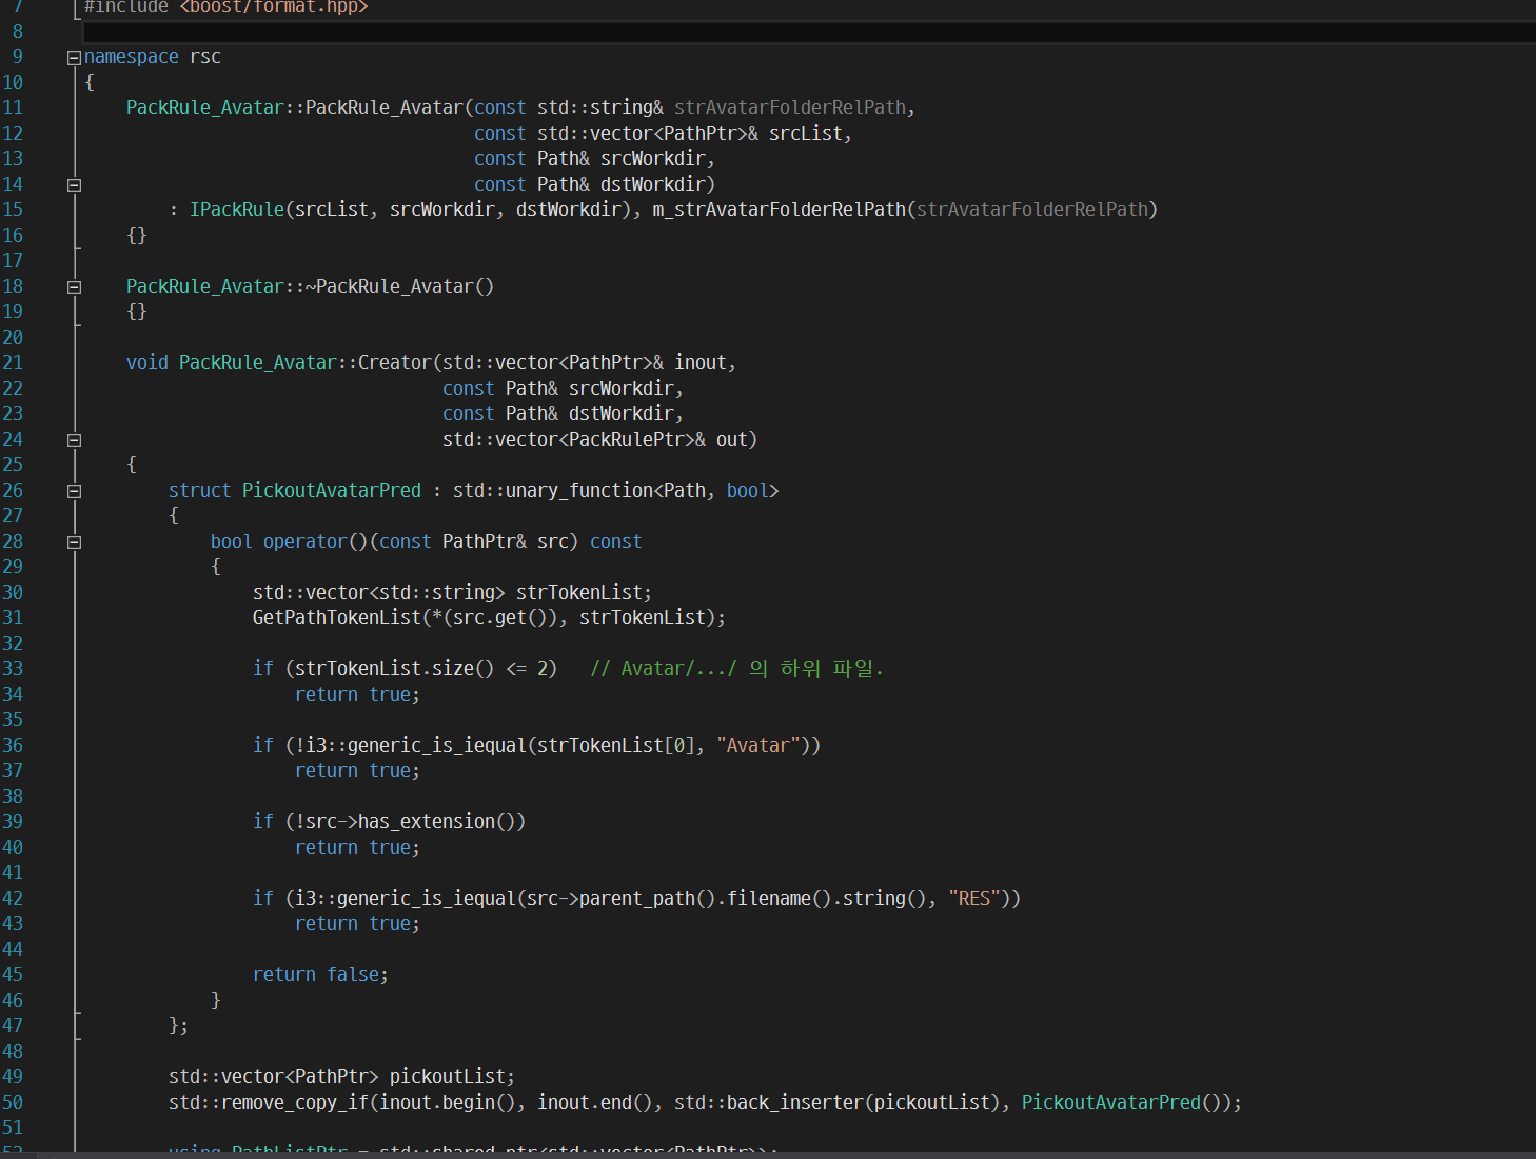 7 #include <boost/format.hpp>
8
9 namespace rsc
10 {
11 PackRule_Avatar::PackRule_Avatar(const std::string& strAvatarFolderRelPath,
12 const std::vector<PathPtr>& srcList,
13 const Path& srcWorkdir,
14 const Path& dstWorkdir)
15 : IPackRule(srcList, srcWorkdir, dstWorkdir), m_strAvatarFolderRelPath(strAvatarFolderRelPath)
16 {}
17
18 PackRule_Avatar::~PackRule_Avatar()
19 {}
20
21 void PackRule_Avatar::Creator(std::vector<PathPtr>& inout,
22 const Path& srcWorkdir,
23 const Path& dstWorkdir,
24 std::vector<PackRulePtr>& out)
25 {
26 struct PickoutAvatarPred : std::unary_function<Path, bool>
27 {
28 bool operator()(const PathPtr& src) const
29 {
30 std::vector<std::string> strTokenList;
31 GetPathTokenList(*(src.get()), strTokenList);
32
33 if (strTokenList.size() <= 2) // Avatar/.../ 의 하위 파일.
34 return true;
35
36 if (!i3::generic_is_iequal(strTokenList[0], "Avatar"))
37 return true;
38
39 if (!src->has_extension())
40 return true;
41
42 if (i3::generic_is_iequal(src->parent_path().filename().string(), "RES"))
43 return true;
44
45 return false;
46 }
47 };
48
49 std::vector<PathPtr> pickoutList;
50 std::remove_copy_if(inout.begin(), inout.end(), std::back_inserter(pickoutList), PickoutAvatarPred());
51
52 using PathListPtr = std::shared_ptr<std::vector<PathPtr>>;